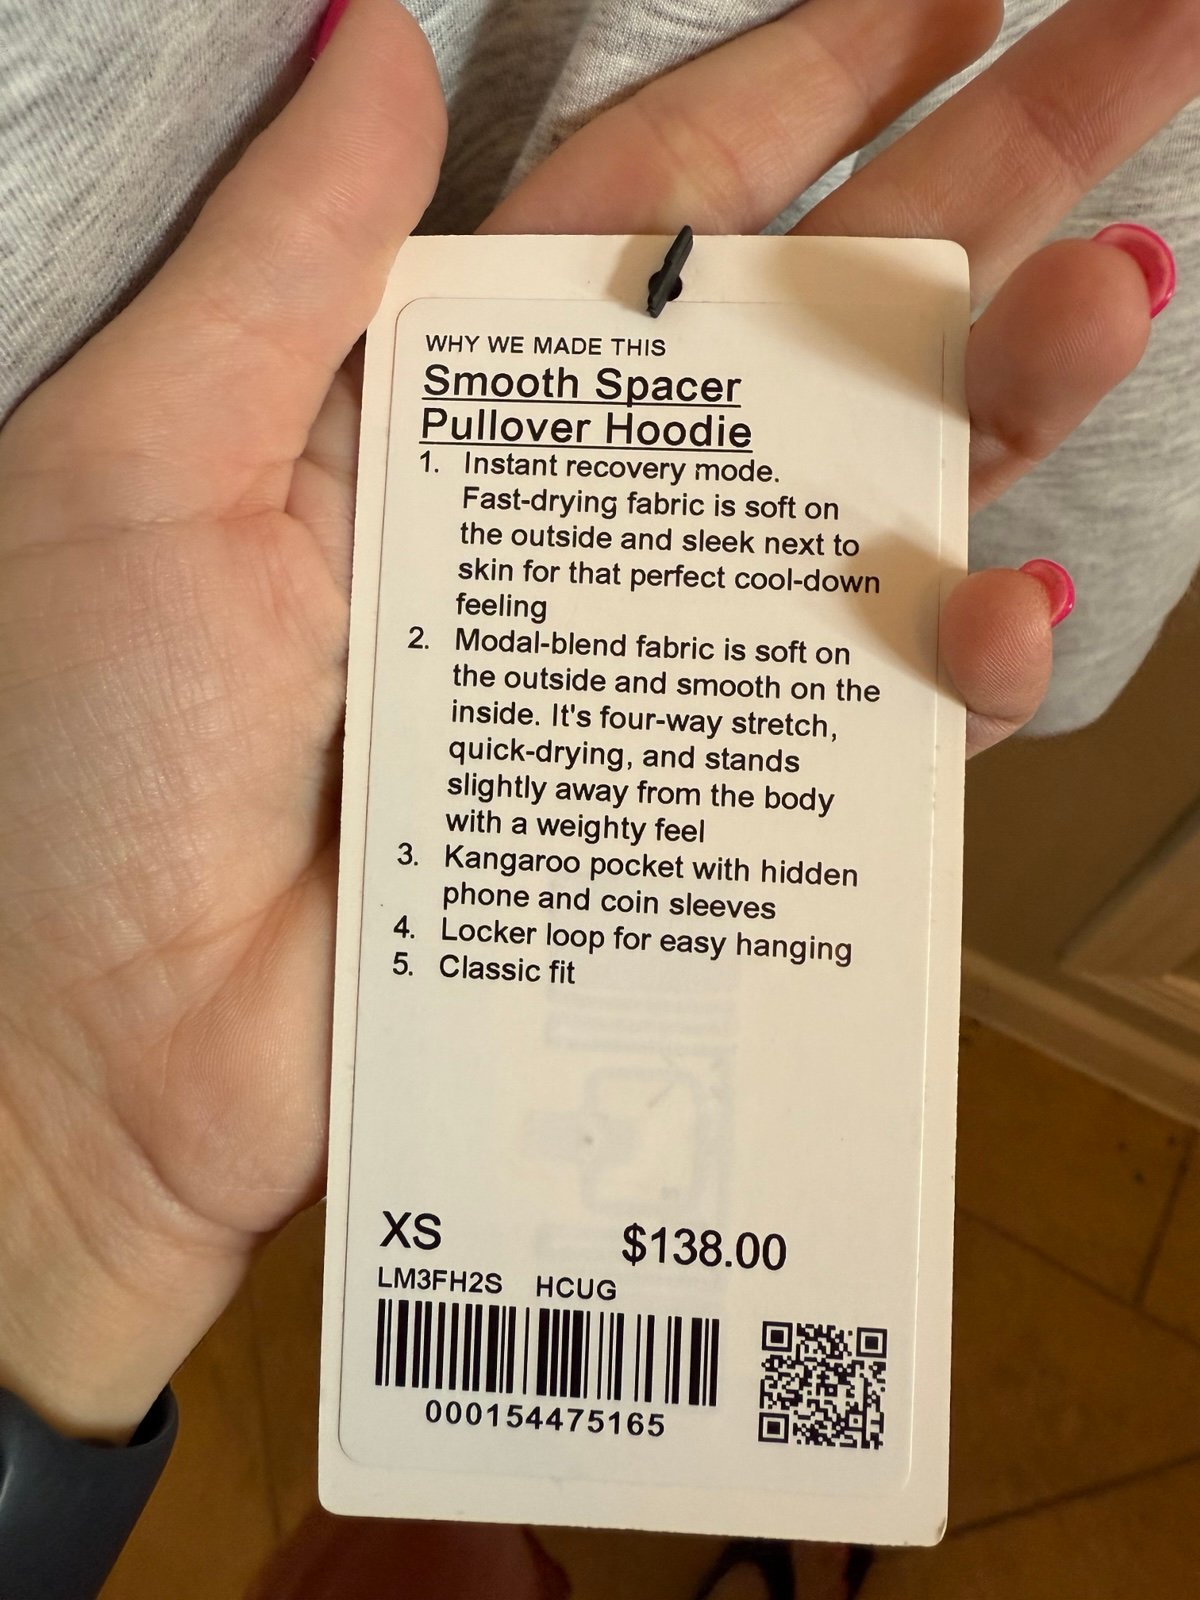 WHY WE MADE THIS
Smooth Spacer
Pullover Hoodie
1. Instant recovery mode.
Fast-drying fabric is soft on
the outside and sleek next to
skin for that perfect cool-down
feeling
2. Modal-blend fabric is soft on
the outside and smooth on the
inside. It's four-way stretch,
quick-drying, and stands
slightly away from the body
with a weighty feel
3. Kangaroo pocket with hidden
phone and coin sleeves
4. Locker loop for easy hanging
5. Classic fit
XS $138.00
LM3FH2S HCUG
000154475165